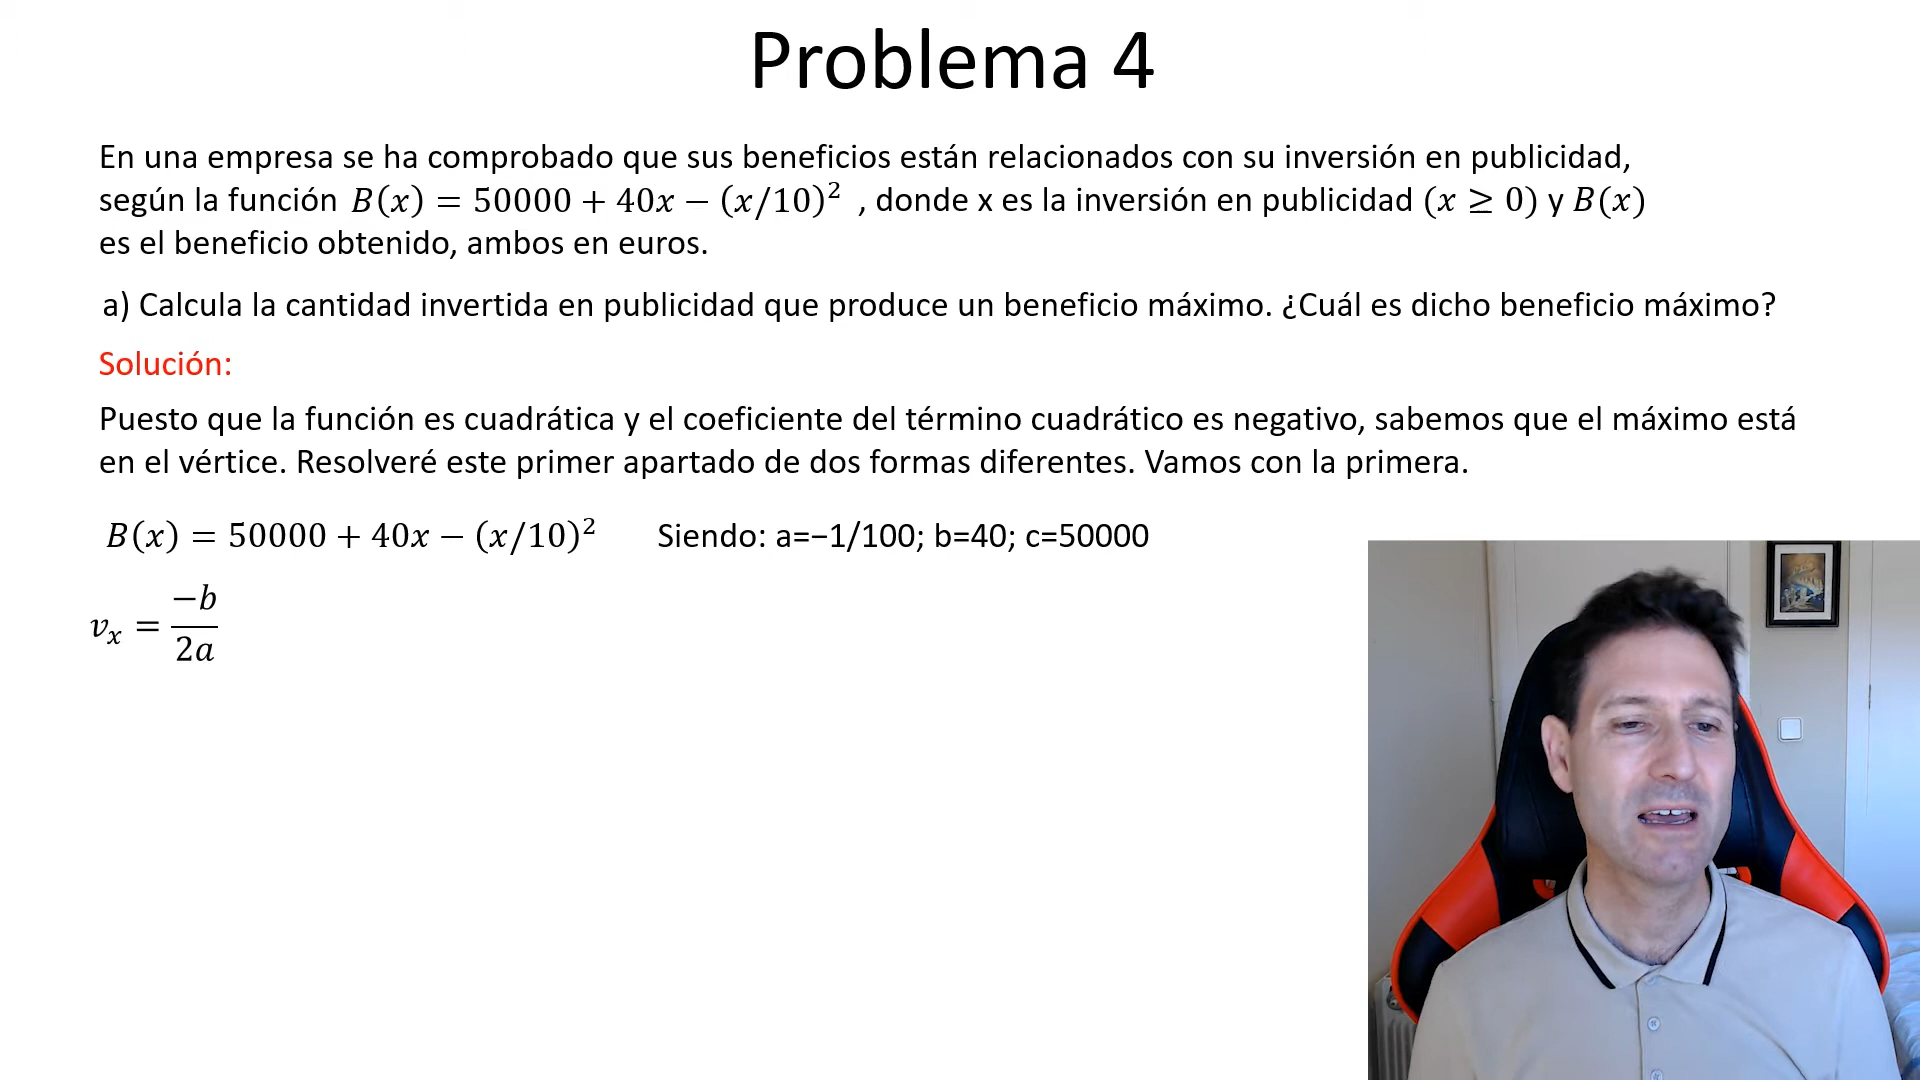 Problema 4
En una empresa se ha comprobado que sus beneficios están relacionados con su inversión en publicidad,
según la función B(x) = 50000 + 40x − (x/10)² , donde x es la inversión en publicidad (x ≥ 0) y B(x)
es el beneficio obtenido, ambos en euros.
a) Calcula la cantidad invertida en publicidad que produce un beneficio máximo. ¿Cuál es dicho beneficio máximo?
Solución:
Puesto que la función es cuadrática y el coeficiente del término cuadrático es negativo, sabemos que el máximo está
en el vértice. Resolveré este primer apartado de dos formas diferentes. Vamos con la primera.
B(x) = 50000 + 40x − (x/10)² Siendo: a=−1/100; b=40; c=50000
vₓ = −b/2a